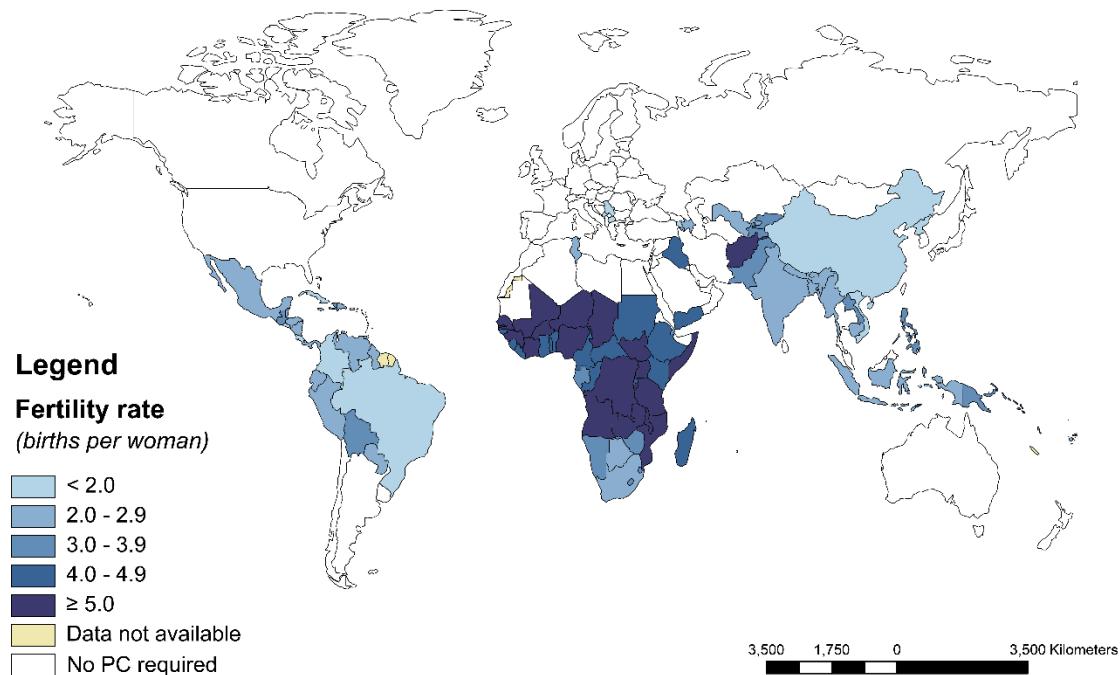 Legend
Fertility rate
(births per woman)
< 2.0
2.0 - 2.9
3.0 - 3.9
4.0 - 4.9
≥ 5.0
Data not available
No PC required
3,500 1,750 0 3,500 Kilometers